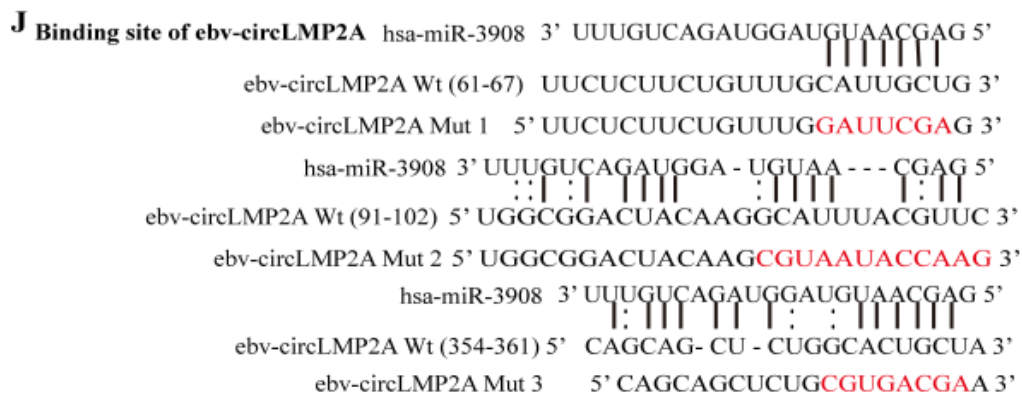 J Binding site of ebv-circLMP2A hsa-miR-3908 3’ UUUGUCAGAUGGAUGUAACGAG 5’
ebv-circLMP2A Wt (61-67) UUCUCUUCUGUUUGCAUUGCUG 3’
ebv-circLMP2A Mut 1 5’ UUCUCUUCUGUUUGGAUUCGAG 3’
hsa-miR-3908 3’ UUUGUCAGAUGGA - UGUAA - - - CGAG 5’
ebv-circLMP2A Wt (91-102) 5’ UGGCGGACUACAAGGCAUUUACGUUC 3’
ebv-circLMP2A Mut 2 5’ UGGCGGACUACAAGCGUAAUACCAAG 3’
hsa-miR-3908 3’ UUUGUCAGAUGGAUGUAACGAG 5’
ebv-circLMP2A Wt (354-361) 5’ CAGCAG- CU - CUGGCACUGCUA 3’
ebv-circLMP2A Mut 3 5’ CAGCAGCUCUGCGUGACGAA 3’